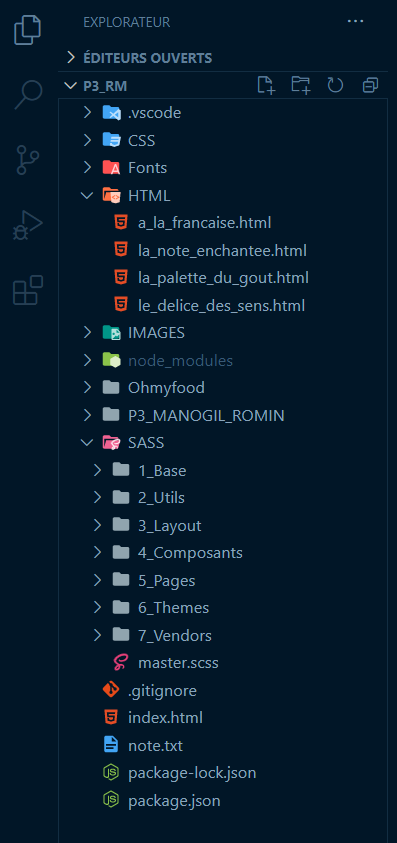 EXPLORATEUR
ÉDITEURS OUVERTS
P3_RM
.vscode
CSS
Fonts
HTML
a_la_francaise.html
la_note_enchantee.html
la_palette_du_gout.html
le_delice_des_sens.html
IMAGES
node_modules
Ohmyfood
P3_MANOGIL_ROMIN
SASS
1_Base
2_Utils
3_Layout
4_Composants
5_Pages
6_Themes
7_Vendors
master.scss
.gitignore
index.html
note.txt
package-lock.json
package.json